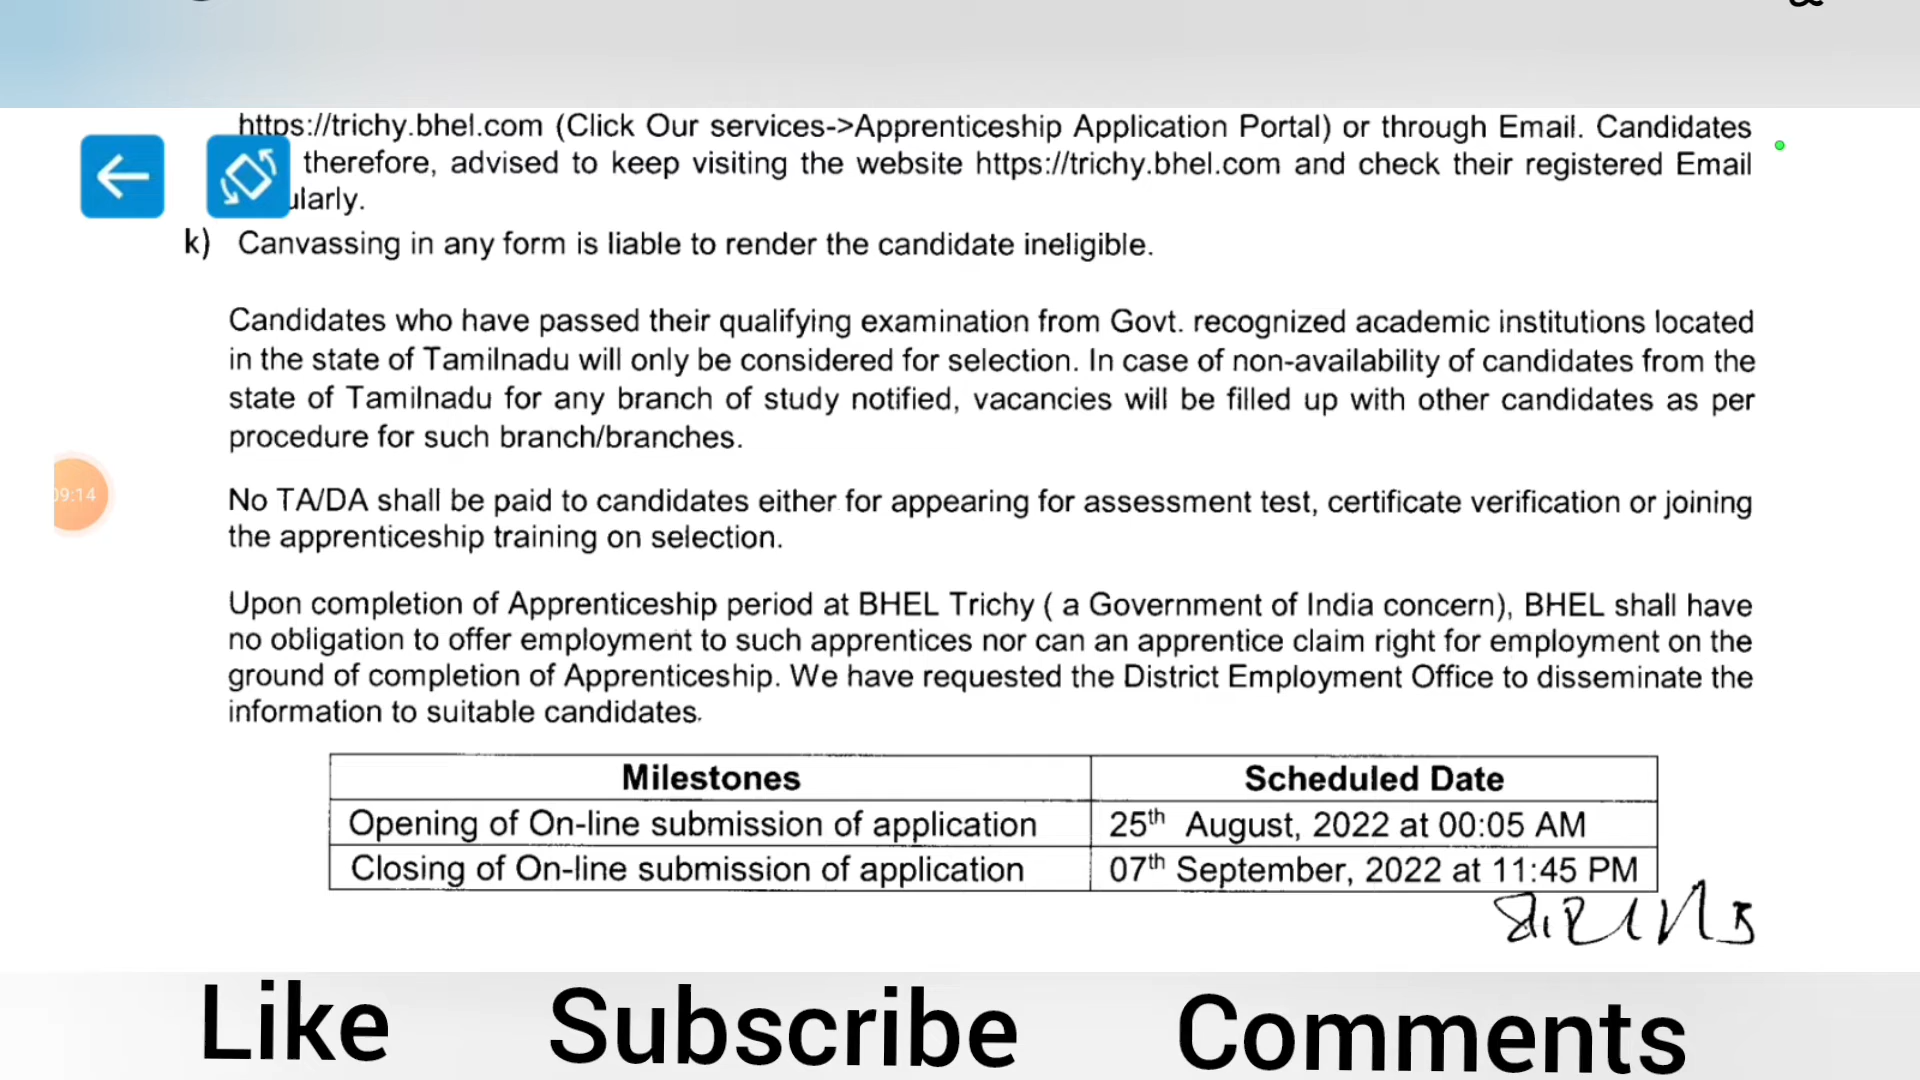 https://trichy.bhel.com (Click Our services->Apprenticeship Application Portal) or through Email. Candidates
therefore, advised to keep visiting the website https://trichy.bhel.com and check their registered Email
ularly.
k) Canvassing in any form is liable to render the candidate ineligible.
Candidates who have passed their qualifying examination from Govt. recognized academic institutions located
in the state of Tamilnadu will only be considered for selection. In case of non-availability of candidates from the
state of Tamilnadu for any branch of study notified, vacancies will be filled up with other candidates as per
procedure for such branch/branches.
09:14
No TA/DA shall be paid to candidates either for appearing for assessment test, certificate verification or joining
the apprenticeship training on selection.
Upon completion of Apprenticeship period at BHEL Trichy ( a Government of India concern), BHEL shall have
no obligation to offer employment to such apprentices nor can an apprentice claim right for employment on the
ground of completion of Apprenticeship. We have requested the District Employment Office to disseminate the
information to suitable candidates.
Milestones Scheduled Date
Opening of On-line submission of application 25th August, 2022 at 00:05 AM
Closing of On-line submission of application 07th September, 2022 at 11:45 PM
Like Subscribe Comments